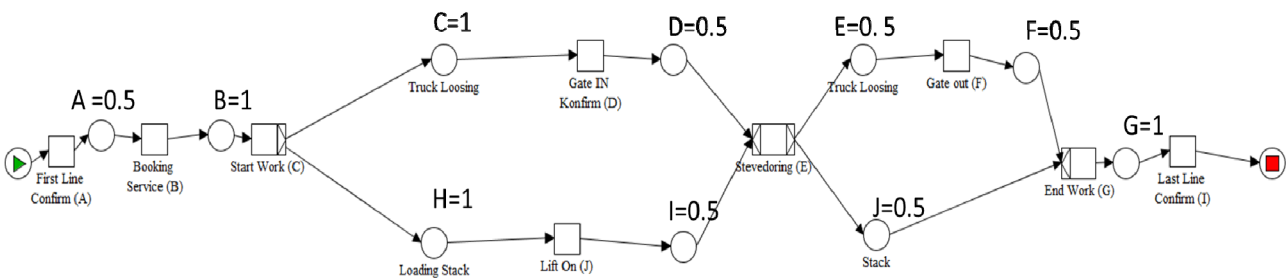 C=1
D=0.5
E=0. 5
F=0.5
Truck Loosing
Gate IN
Konfirm (D)
Truck Loosing
Gate out (F)
A =0.5
B=1
G=1
First Line
Confirm (A)
Booking
Service (B)
Start Work (C)
Stevedoring (E)
End Work (G)
Last Line
Confirm (I)
H=1
I=0.5
J=0.5
Loading Stack
Lift On (J)
Stack